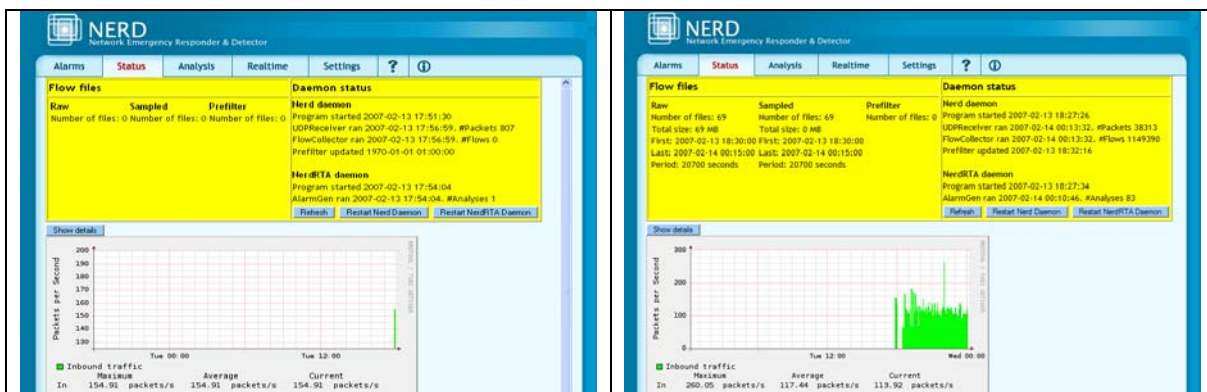 NERD
Network Emergency Responder & Detector
Alarms Status Analysis Realtime Settings ?
Flow files
Raw Sampled Prefilter
Number of files: 0 Number of files: 0 Number of files: 0
Daemon status
Nerd daemon
Program started 2007-02-13 17:51:30
UDPReceiver ran 2007-02-13 17:56:59. #Packets 807
FlowCollector ran 2007-02-13 17:56:59. #Flows 0
Prefilter updated 1970-01-01 01:00:00
NerdRTA daemon
Program started 2007-02-13 17:54:04
AlarmGen ran 2007-02-13 17:54:04. #Analyses 1
Refresh Restart Nerd Daemon Restart NerdRTA Daemon
Show details
Packets per Second
200
190
180
170
160
150
140
130
Tue 00:00 Tue 12:00
Inbound traffic
Maximum Average Current
In 154.91 packets/s 154.91 packets/s 154.91 packets/s
NERD
Network Emergency Responder & Detector
Alarms Status Analysis Realtime Settings ?
Flow files
Raw Sampled Prefilter
Number of files: 69 Number of files: 69 Number of files: 0
Total size: 69 MB Total size: 0 MB
First: 2007-02-13 18:30:00 First: 2007-02-13 18:30:00
Last: 2007-02-14 00:15:00 Last: 2007-02-14 00:15:00
Period: 20700 seconds Period: 20700 seconds
Daemon status
Nerd daemon
Program started 2007-02-13 18:27:26
UDPReceiver ran 2007-02-14 00:13:32. #Packets 38313
FlowCollector ran 2007-02-14 00:13:32. #Flows 1149390
Prefilter updated 2007-02-13 18:32:16
NerdRTA daemon
Program started 2007-02-13 18:27:34
AlarmGen ran 2007-02-14 00:10:46. #Analyses 83
Refresh Restart Nerd Daemon Restart NerdRTA Daemon
Show details
Packets per Second
300
200
100
0
Tue 12:00 Wed 00:00
Inbound traffic
Maximum Average Current
In 260.05 packets/s 117.44 packets/s 113.92 packets/s